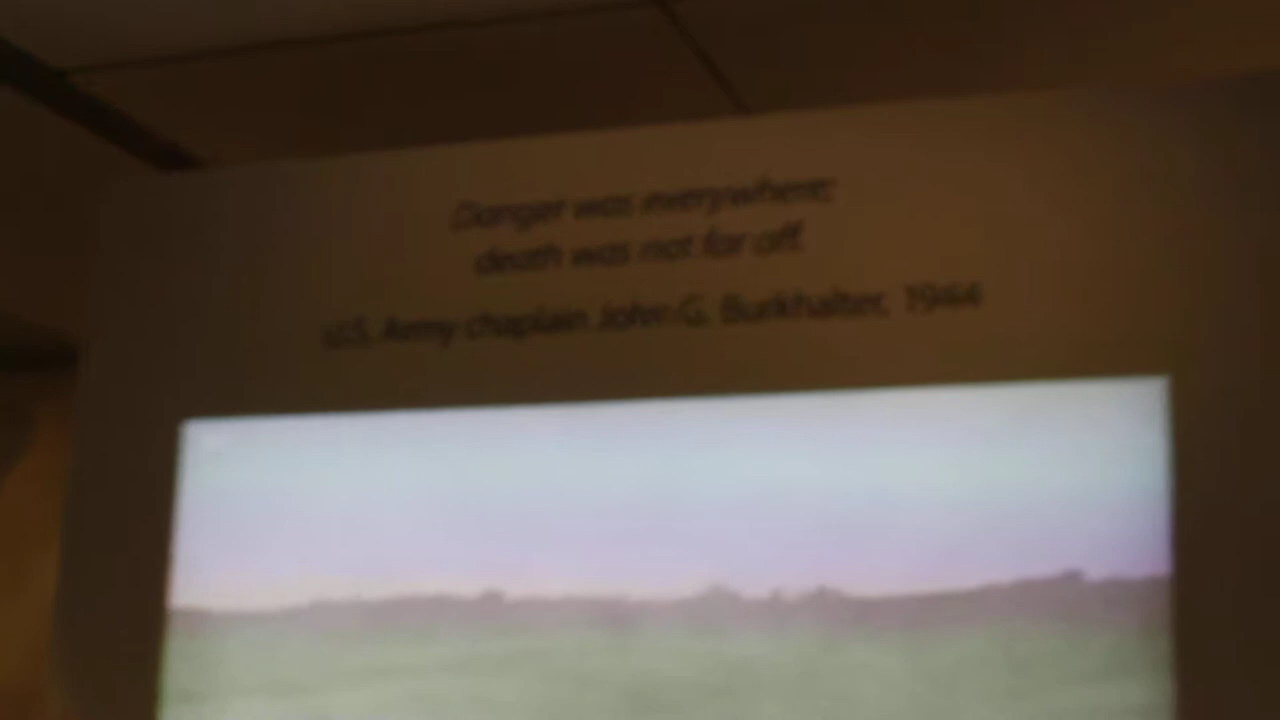 Danger was everywhere;
death was not far off.
U.S. Army chaplain John G. Burkhalter, 1944